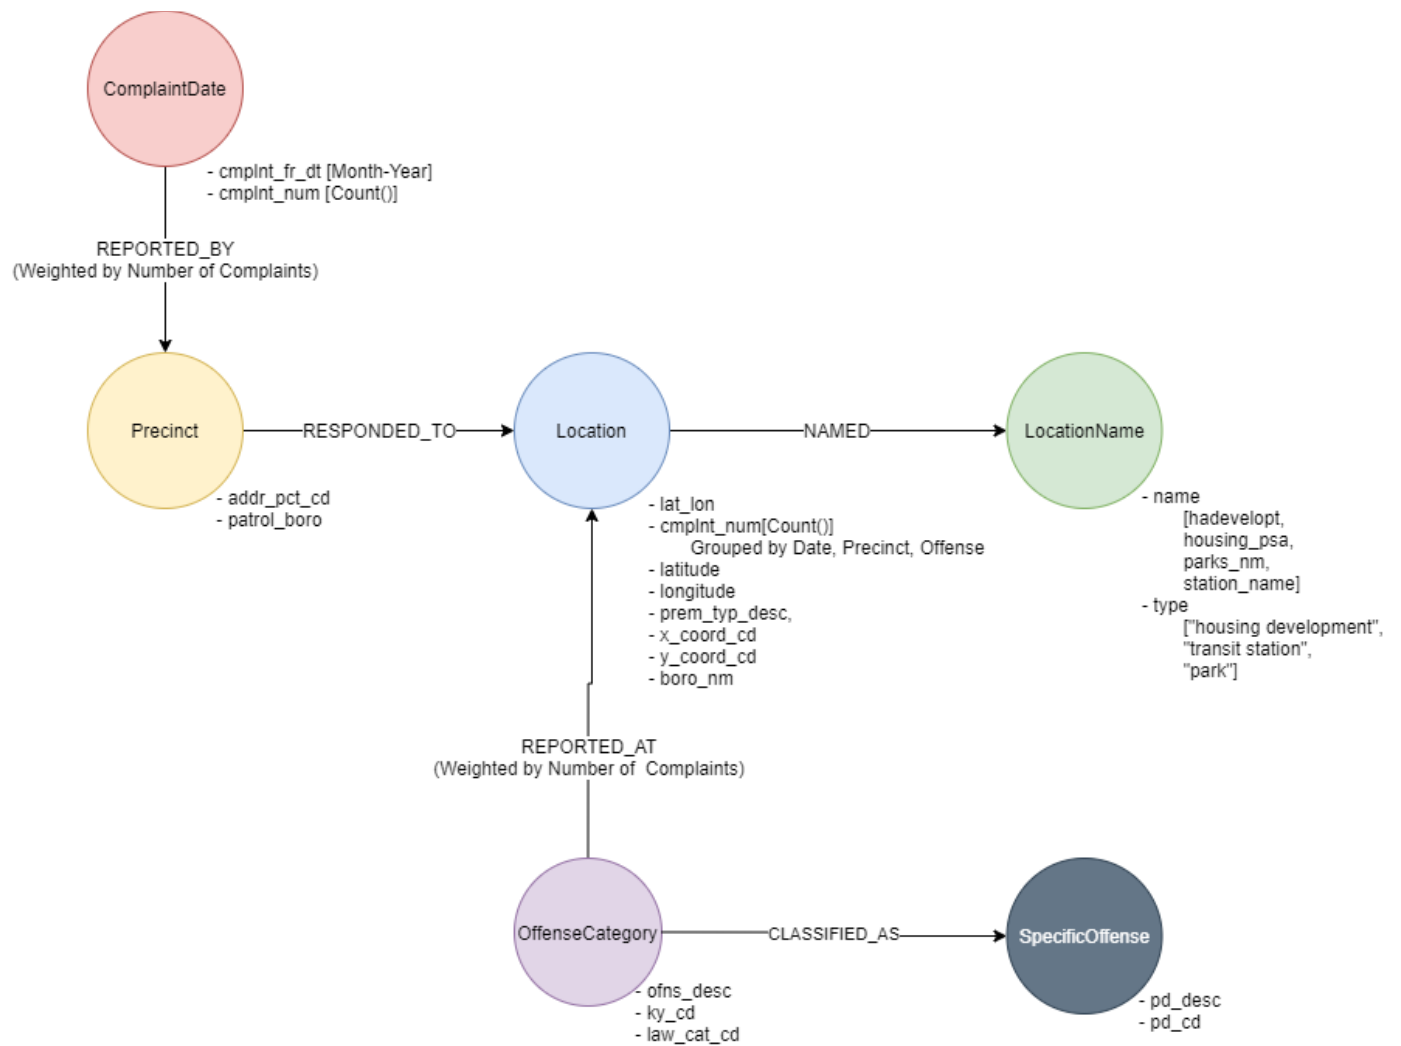 ComplaintDate
- cmplnt_fr_dt [Month-Year]
- cmplnt_num [Count()]
REPORTED_BY
(Weighted by Number of Complaints)
Precinct
- addr_pct_cd
- patrol_boro
RESPONDED_TO
Location
- lat_lon
- cmplnt_num[Count()]
Grouped by Date, Precinct, Offense
- latitude
- longitude
- prem_typ_desc,
- x_coord_cd
- y_coord_cd
- boro_nm
NAMED
LocationName
- name
[hadevelopt,
housing_psa,
parks_nm,
station_name]
- type
["housing development",
"transit station",
"park"]
REPORTED_AT
(Weighted by Number of Complaints)
OffenseCategory
- ofns_desc
- ky_cd
- law_cat_cd
CLASSIFIED_AS
SpecificOffense
- pd_desc
- pd_cd